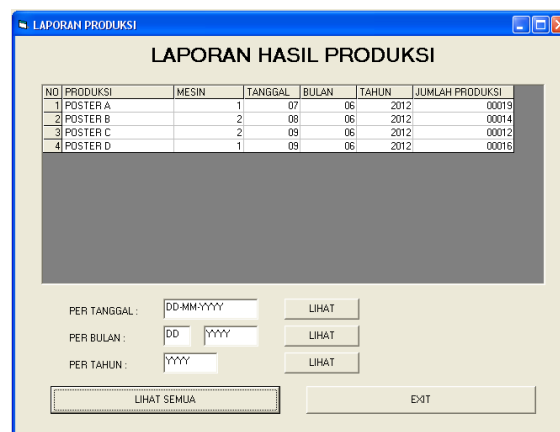 LAPORAN PRODUKSI
LAPORAN HASIL PRODUKSI
NO PRODUKSI MESIN TANGGAL BULAN TAHUN JUMLAH PRODUKSI
1 POSTER A 1 07 06 2012 00019
2 POSTER B 2 08 06 2012 00014
3 POSTER C 2 09 06 2012 00012
4 POSTER D 1 09 06 2012 00016
PER TANGGAL : DD-MM-YYYY LIHAT
PER BULAN : DD YYYY LIHAT
PER TAHUN : YYYY LIHAT
LIHAT SEMUA EXIT